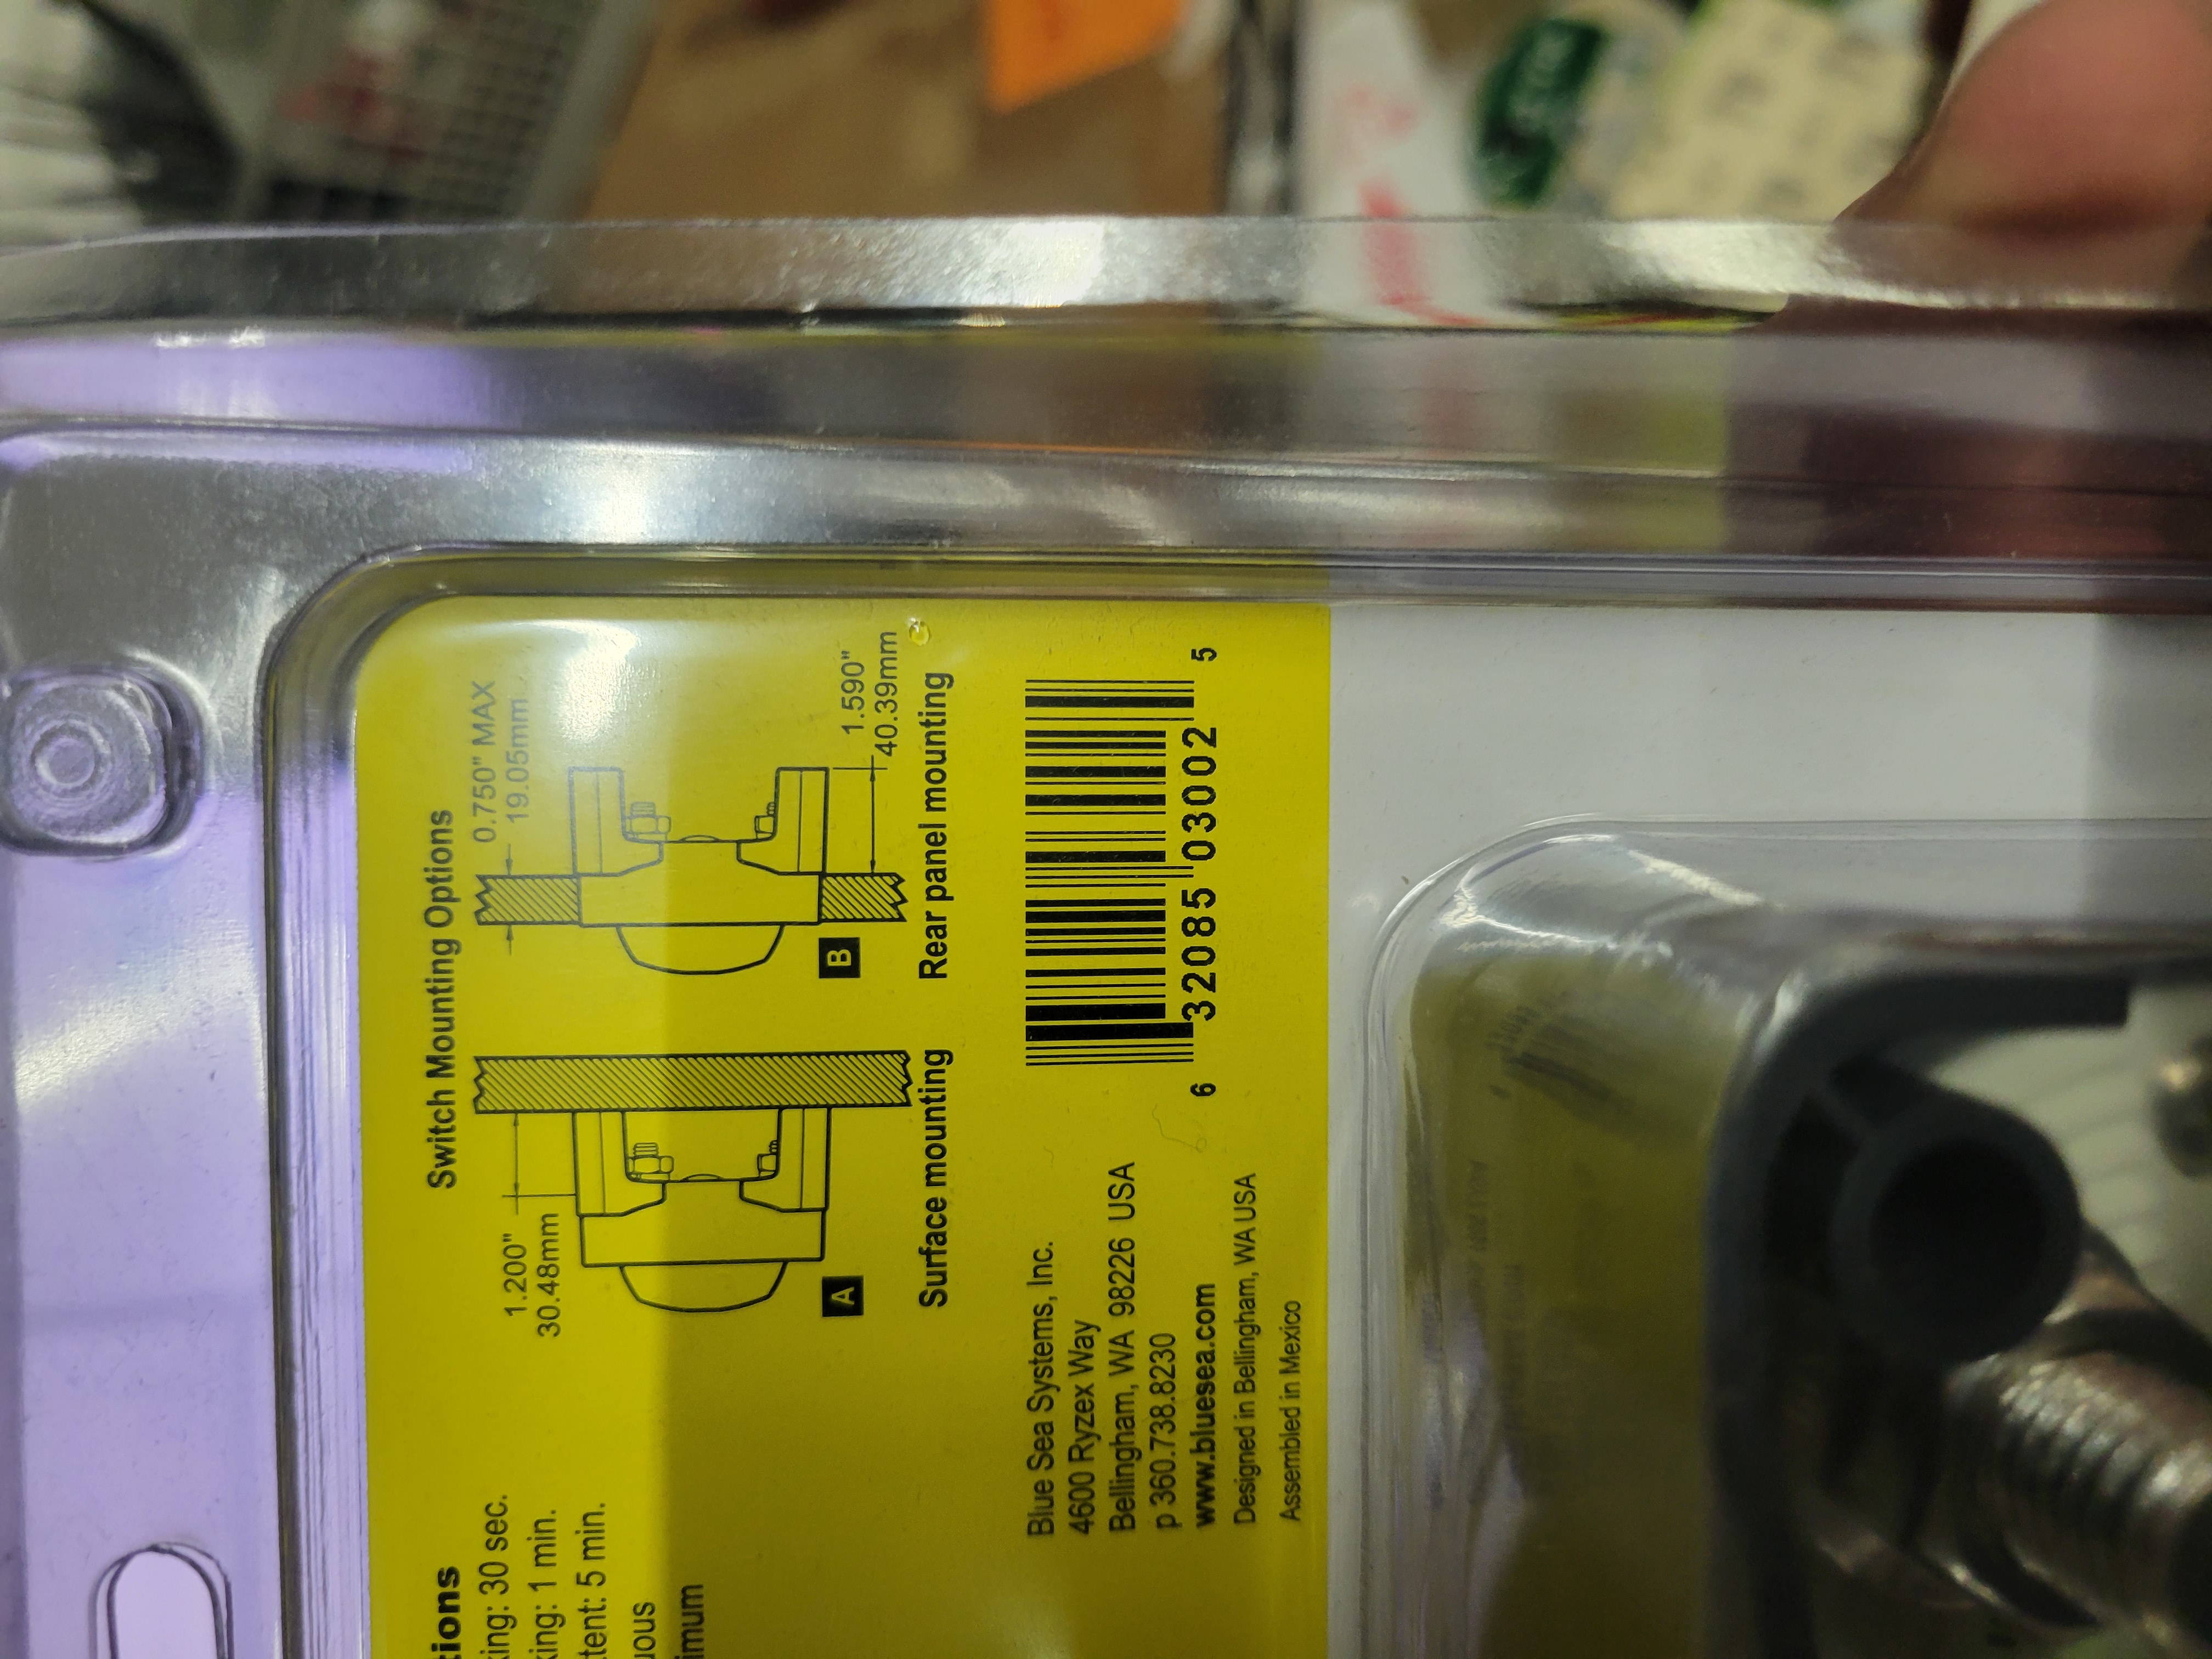 Switch Mounting Options
1.200"
30.48mm
A
Surface mounting
0.750" MAX
19.05mm
B
1.590"
40.39mm
Rear panel mounting
tions
king: 30 sec.
king: 1 min.
tent: 5 min.
uous
imum
Blue Sea Systems, Inc.
4600 Ryzex Way
Bellingham, WA 98226 USA
p 360.738.8230
www.bluesea.com
Designed in Bellingham, WA USA
Assembled in Mexico
6 32085 03002 5